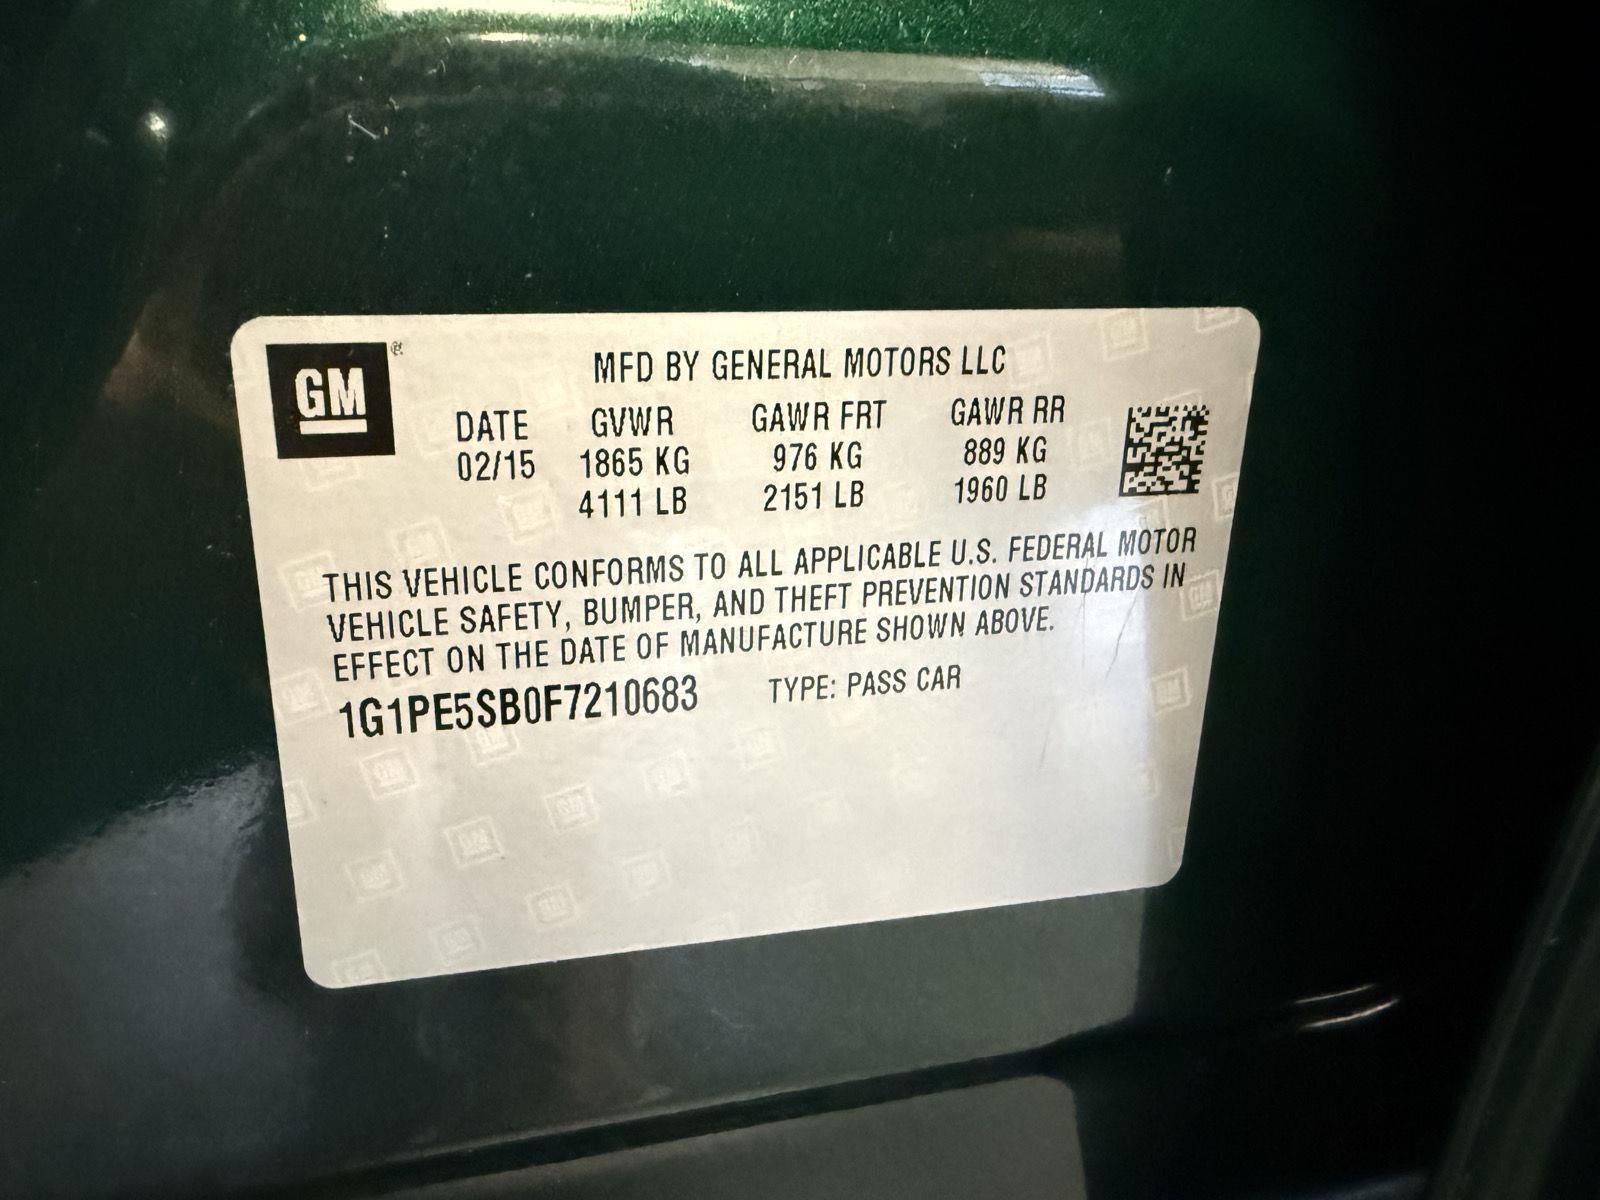 GM ®
MFD BY GENERAL MOTORS LLC
DATE GVWR GAWR FRT GAWR RR
02/15 1865 KG 976 KG 889 KG
4111 LB 2151 LB 1960 LB
THIS VEHICLE CONFORMS TO ALL APPLICABLE U.S. FEDERAL MOTOR
VEHICLE SAFETY, BUMPER, AND THEFT PREVENTION STANDARDS IN
EFFECT ON THE DATE OF MANUFACTURE SHOWN ABOVE.
1G1PE5SB0F7210683 TYPE: PASS CAR